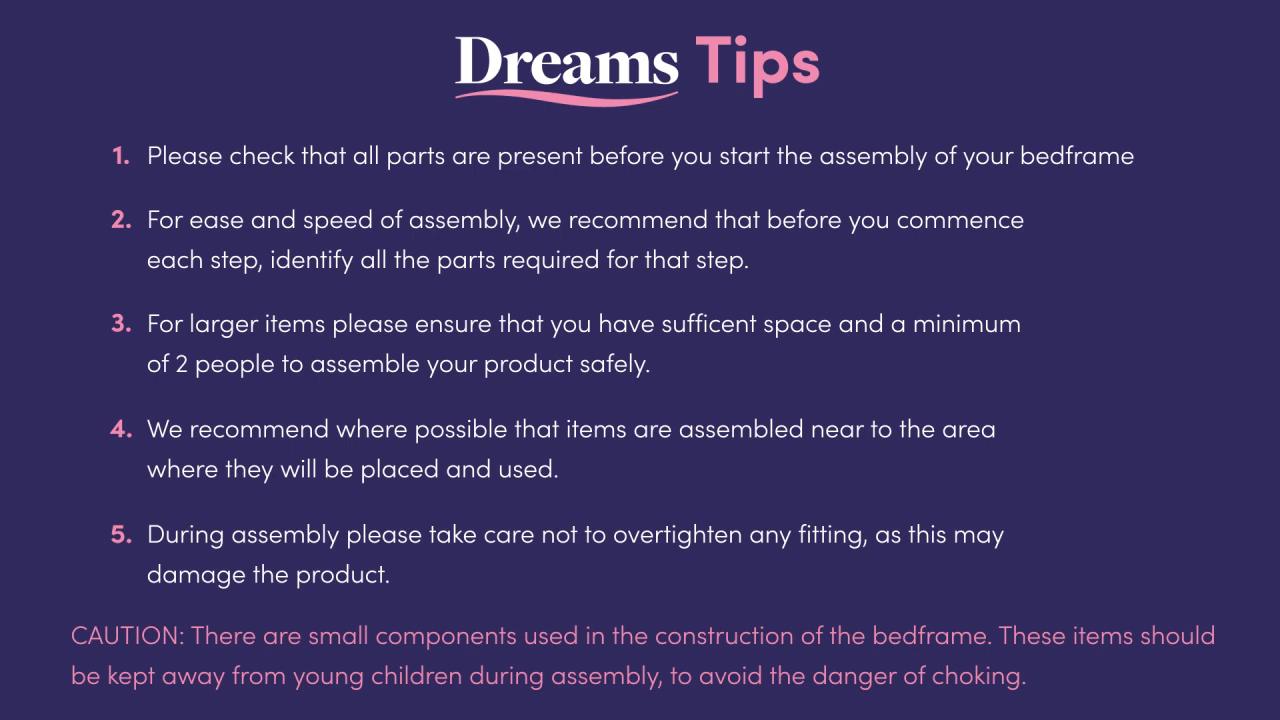 Dreams Tips
1. Please check that all parts are present before you start the assembly of your bedframe
2. For ease and speed of assembly, we recommend that before you commence
each step, identify all the parts required for that step.
3. For larger items please ensure that you have sufficent space and a minimum
of 2 people to assemble your product safely.
4. We recommend where possible that items are assembled near to the area
where they will be placed and used.
5. During assembly please take care not to overtighten any fitting, as this may
damage the product.
CAUTION: There are small components used in the construction of the bedframe. These items should
be kept away from young children during assembly, to avoid the danger of choking.